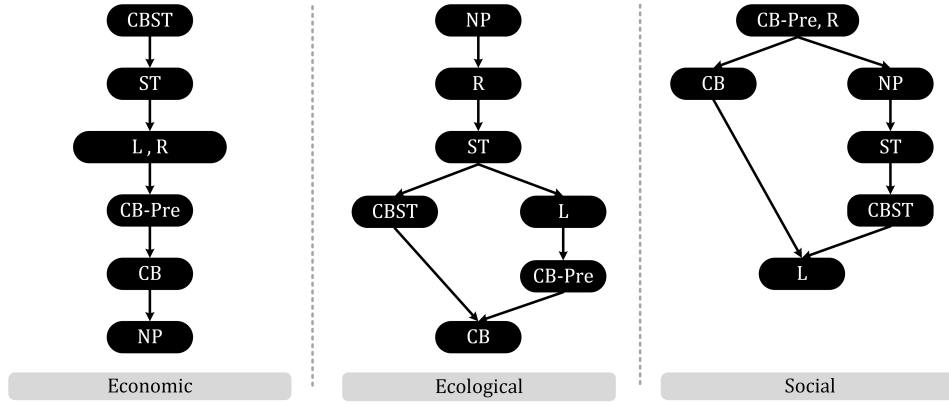 CBST
ST
L , R
CB-Pre
CB
NP
Economic
NP
R
ST
CBST
L
CB-Pre
CB
Ecological
CB-Pre, R
CB
NP
ST
CBST
L
Social